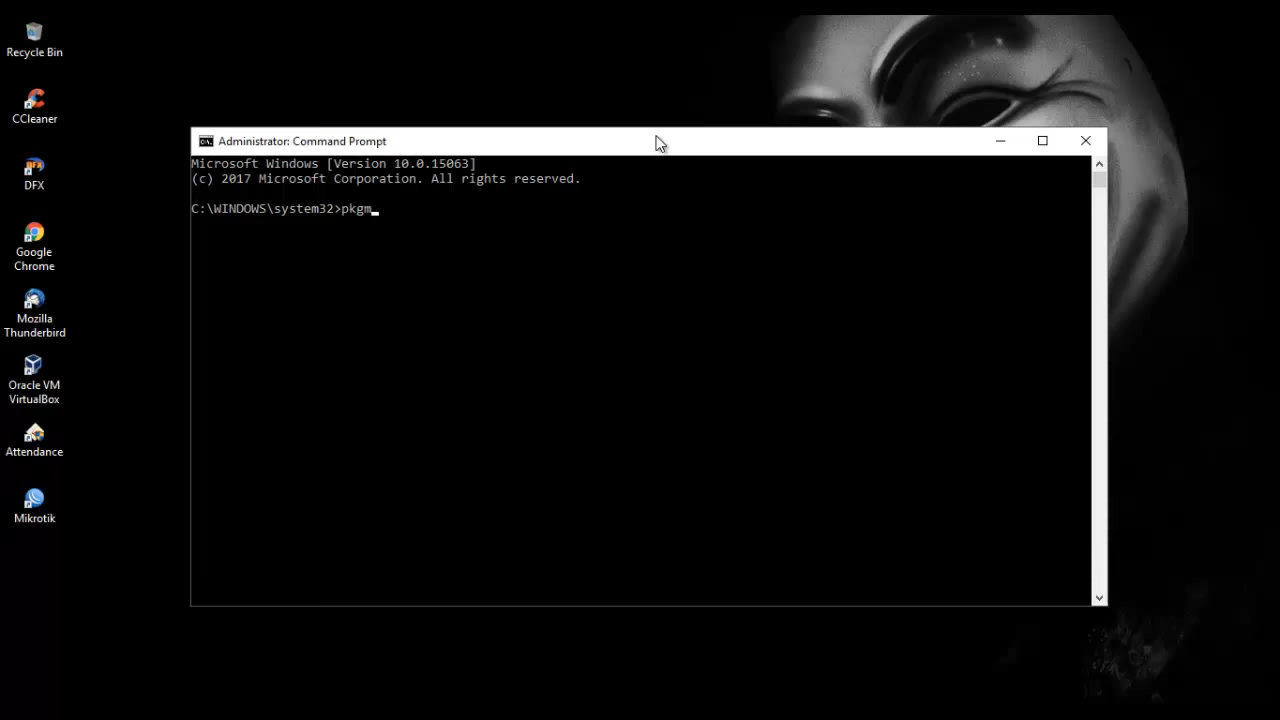 Recycle Bin
CCleaner
DFX
Google
Chrome
Mozilla
Thunderbird
Oracle VM
VirtualBox
Attendance
Mikrotik
Administrator: Command Prompt
Microsoft Windows [Version 10.0.15063]
(c) 2017 Microsoft Corporation. All rights reserved.
C:\WINDOWS\system32>pkgm_